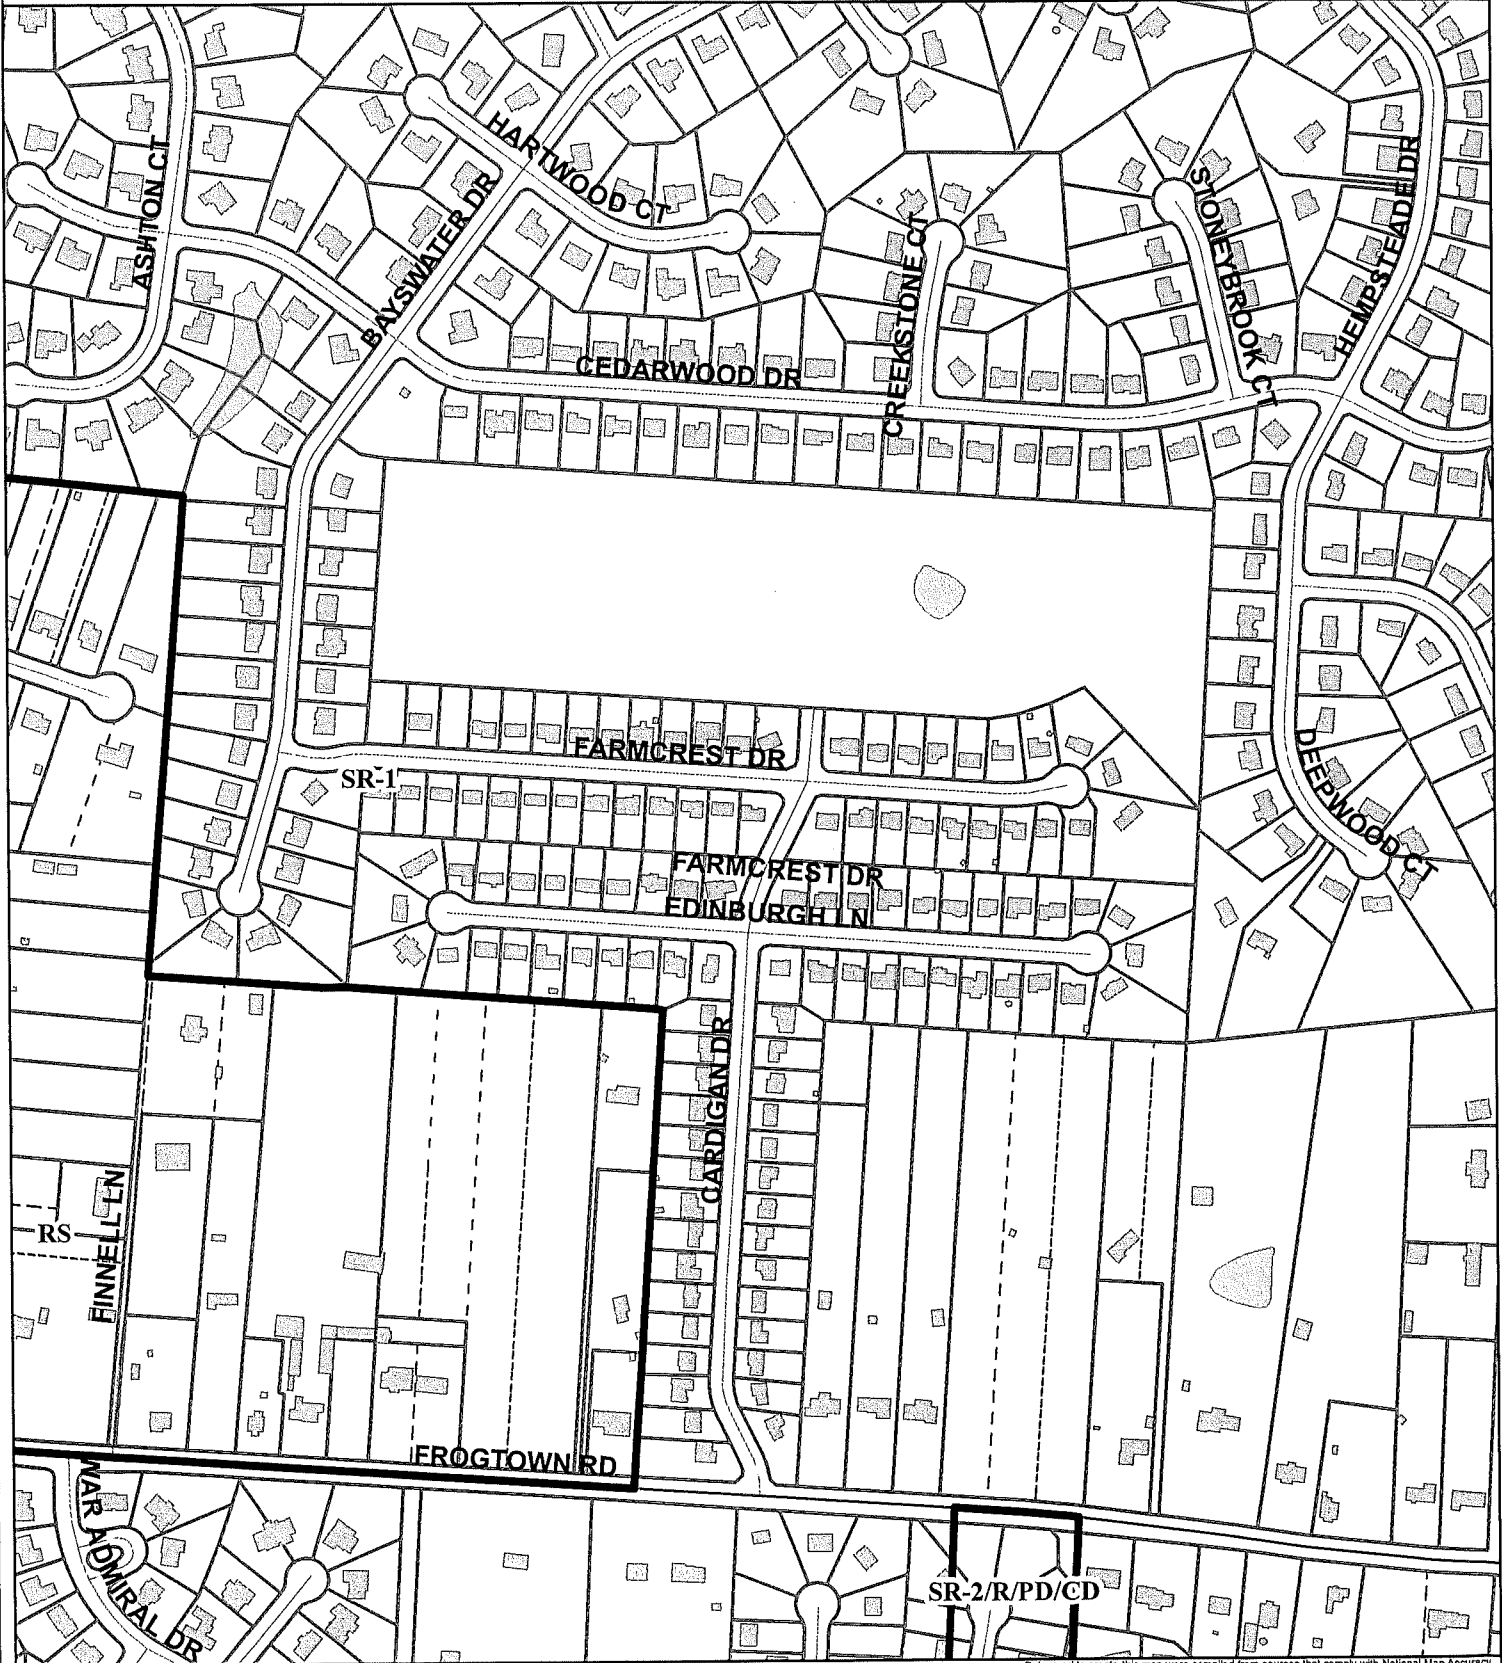 HARTWOOD CT
ASHTON CT
BAYSWATER DR
STONEYBROOK CT
HEMPSTEADE DR
CREEKSTONE CT
CEDARWOOD DR
FARMCREST DR
SR-1
DEEPWOOD CT
FARMCREST DR
EDINBURGH LN
CARDIGAN DR
RS
FINNELL LN
FROGTOWN RD
WAR ADMIRAL DR
SR-2/R/PD/CD